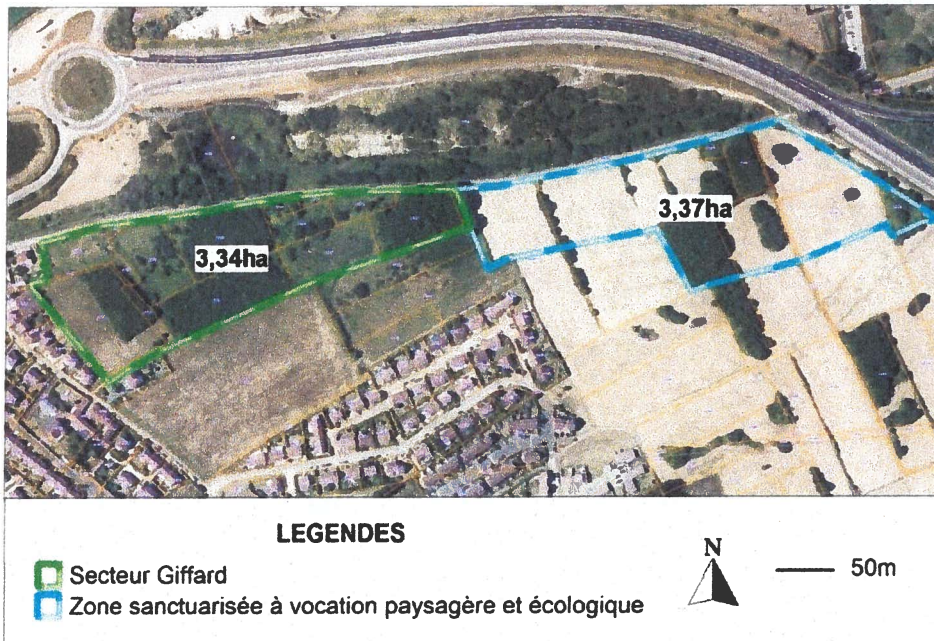 3,37ha
3,34ha
LEGENDES
Secteur Giffard
Zone sanctuarisée à vocation paysagère et écologique
N
50m